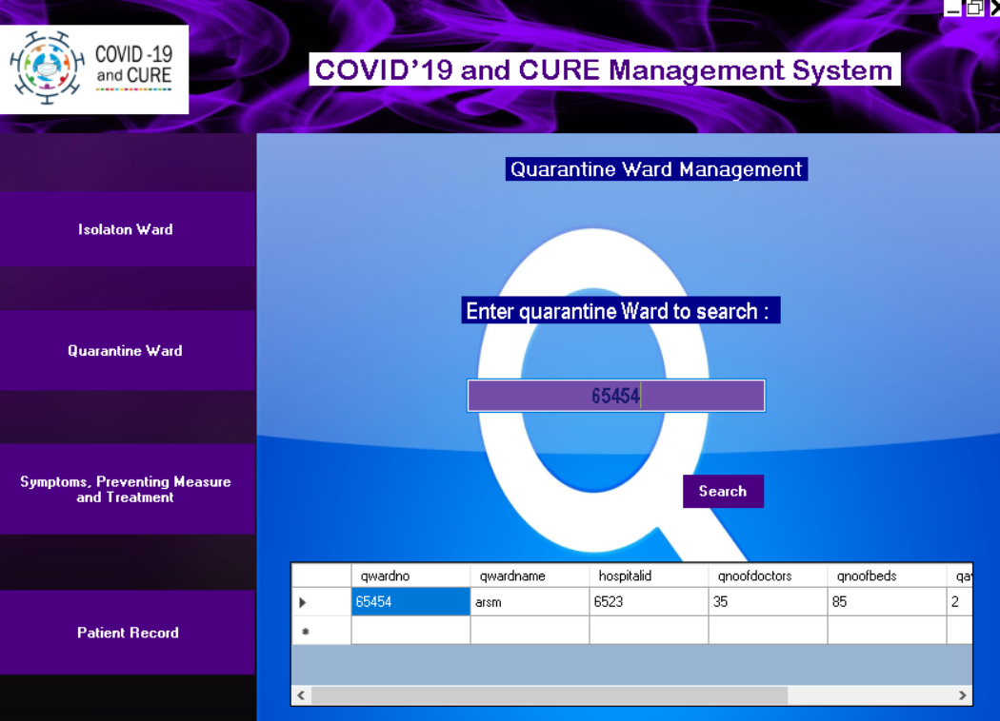 COVID -19
and CURE
COVID'19 and CURE Management System
Quarantine Ward Management
Isolaton Ward
Enter quarantine Ward to search :
Quarantine Ward
65454
Symptoms, Preventing Measure
and Treatment
Search
Patient Record
qwardno qwardname hospitalid qnoofdoctors qnoofbeds
65454 arsm 6523 35 85 2